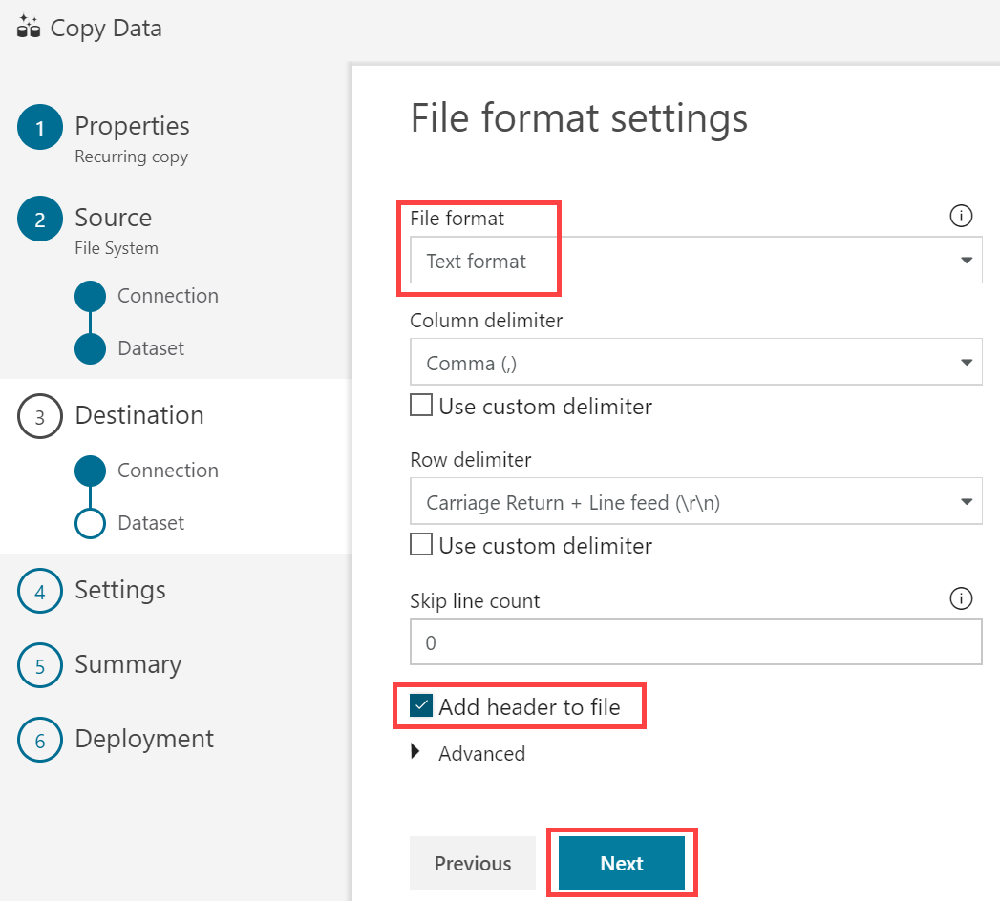 Copy Data
1
Properties
Recurring copy
2
Source
File System
Connection
Dataset
3
Destination
Connection
Dataset
4
Settings
5
Summary
6
Deployment
File format settings
File format
Text format
Column delimiter
Comma (,)
Use custom delimiter
Row delimiter
Carriage Return + Line feed (\r\n)
Use custom delimiter
Skip line count
0
Add header to file
Advanced
Previous
Next